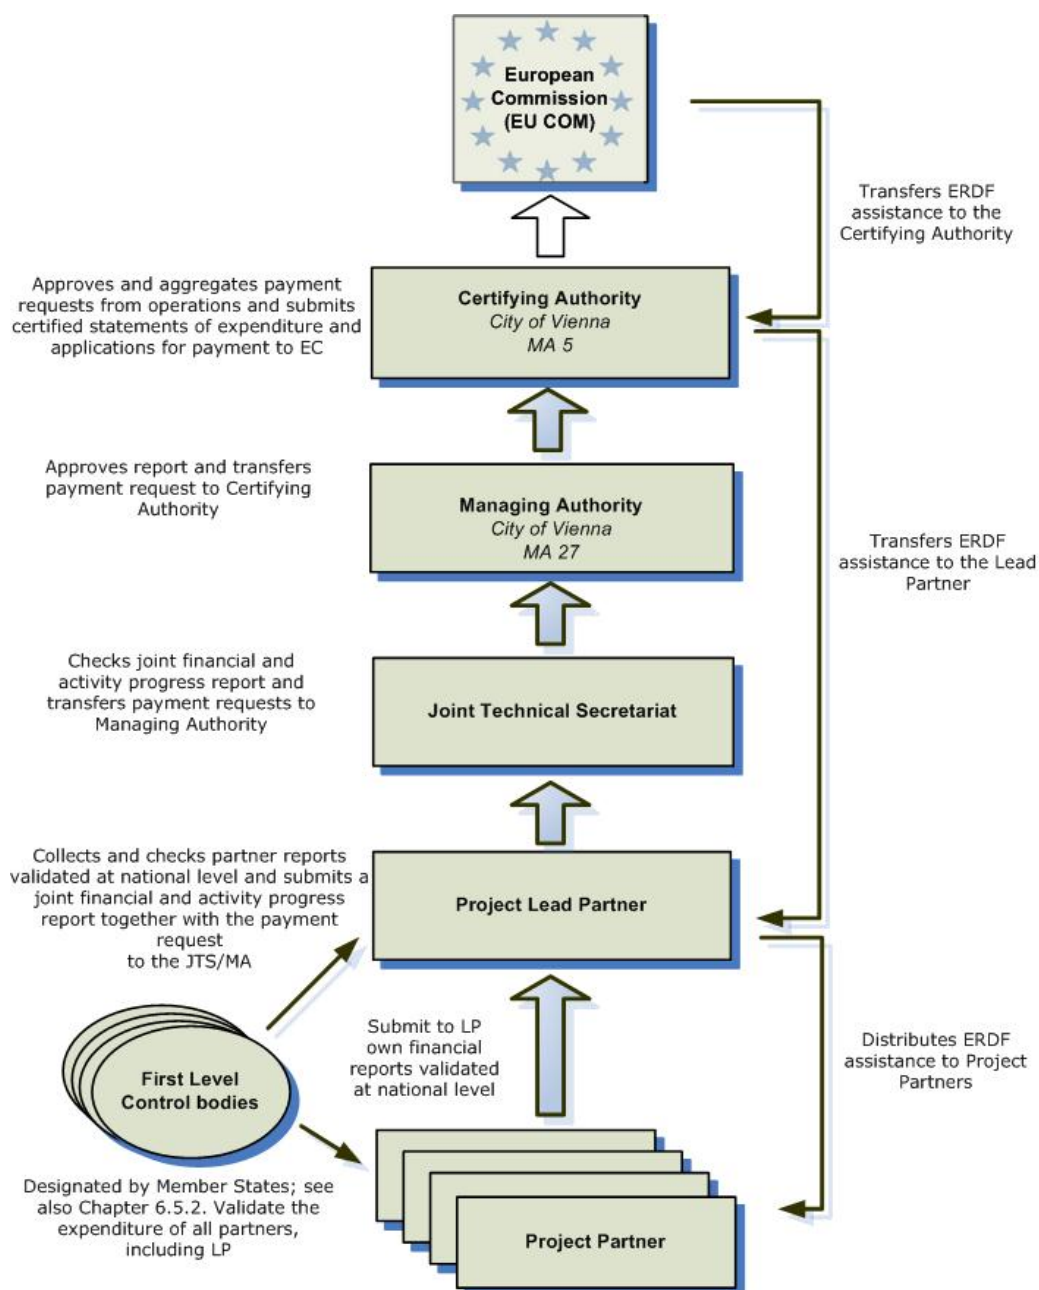 European
Commission
(EU COM)
Transfers ERDF
assistance to the
Certifying Authority
Approves and aggregates payment
requests from operations and submits
certified statements of expenditure and
applications for payment to EC
Certifying Authority
City of Vienna
MA 5
Approves report and transfers
payment request to Certifying
Authority
Managing Authority
City of Vienna
MA 27
Transfers ERDF
assistance to the Lead
Partner
Checks joint financial and
activity progress report and
transfers payment requests to
Managing Authority
Joint Technical Secretariat
Collects and checks partner reports
validated at national level and submits a
joint financial and activity progress
report together with the payment
request
to the JTS/MA
Project Lead Partner
First Level
Control bodies
Submit to LP
own financial
reports validated
at national level
Distributes ERDF
assistance to Project
Partners
Designated by Member States; see
also Chapter 6.5.2. Validate the
expenditure of all partners,
including LP
Project Partner